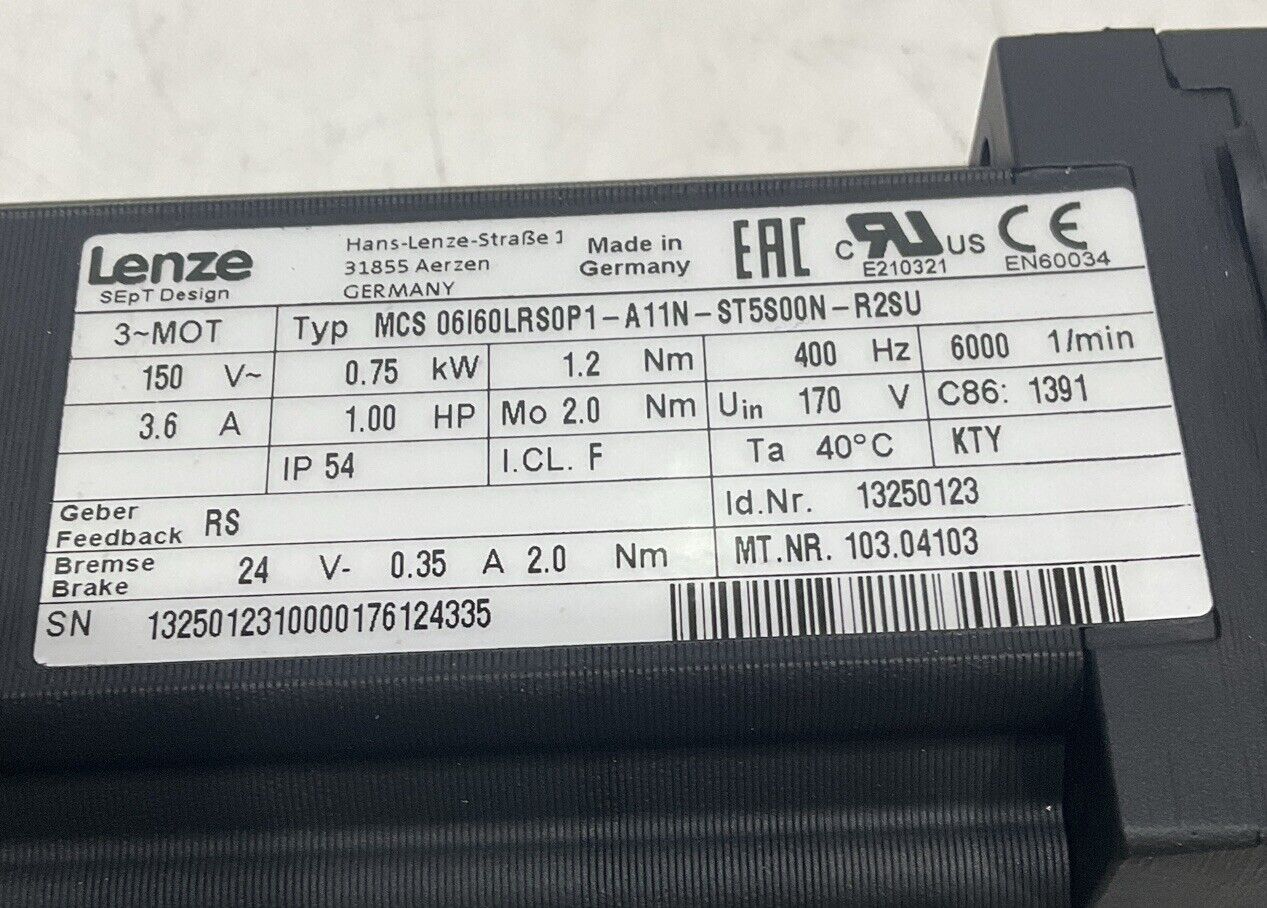 Lenze
SEpT Design
Hans-Lenze-Straße 1
31855 Aerzen
GERMANY
Made in
Germany
EAC
C RU US
E210321
CE
EN60034
3~MOT Typ MCS 06I60LRS0P1-A11N-ST5S00N-R2SU
150 V~ 0.75 kW 1.2 Nm 400 Hz 6000 1/min
3.6 A 1.00 HP Mo 2.0 Nm Uin 170 V C86: 1391
IP 54 I.CL. F Ta 40°C KTY
Geber
Feedback RS
Id.Nr. 13250123
Bremse
Brake 24 V- 0.35 A 2.0 Nm
MT.NR. 103.04103
SN 1325012310000176124335